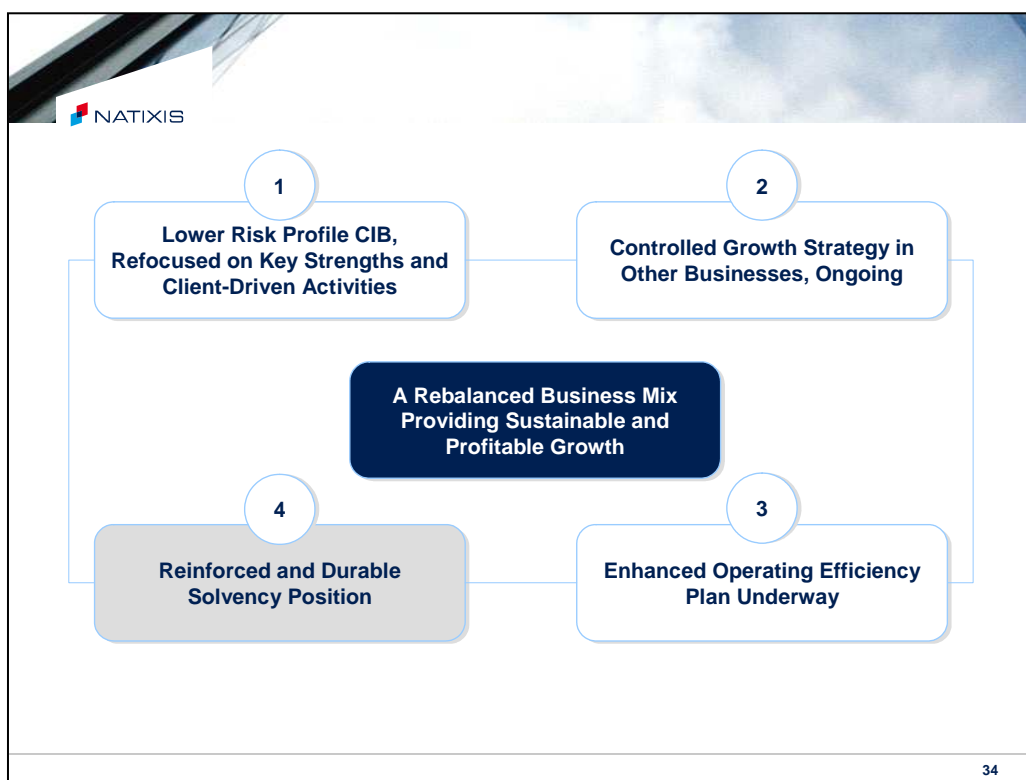 NATIXIS
1
Lower Risk Profile CIB,
Refocused on Key Strengths and
Client-Driven Activities
2
Controlled Growth Strategy in
Other Businesses, Ongoing
A Rebalanced Business Mix
Providing Sustainable and
Profitable Growth
4
Reinforced and Durable
Solvency Position
3
Enhanced Operating Efficiency
Plan Underway
34